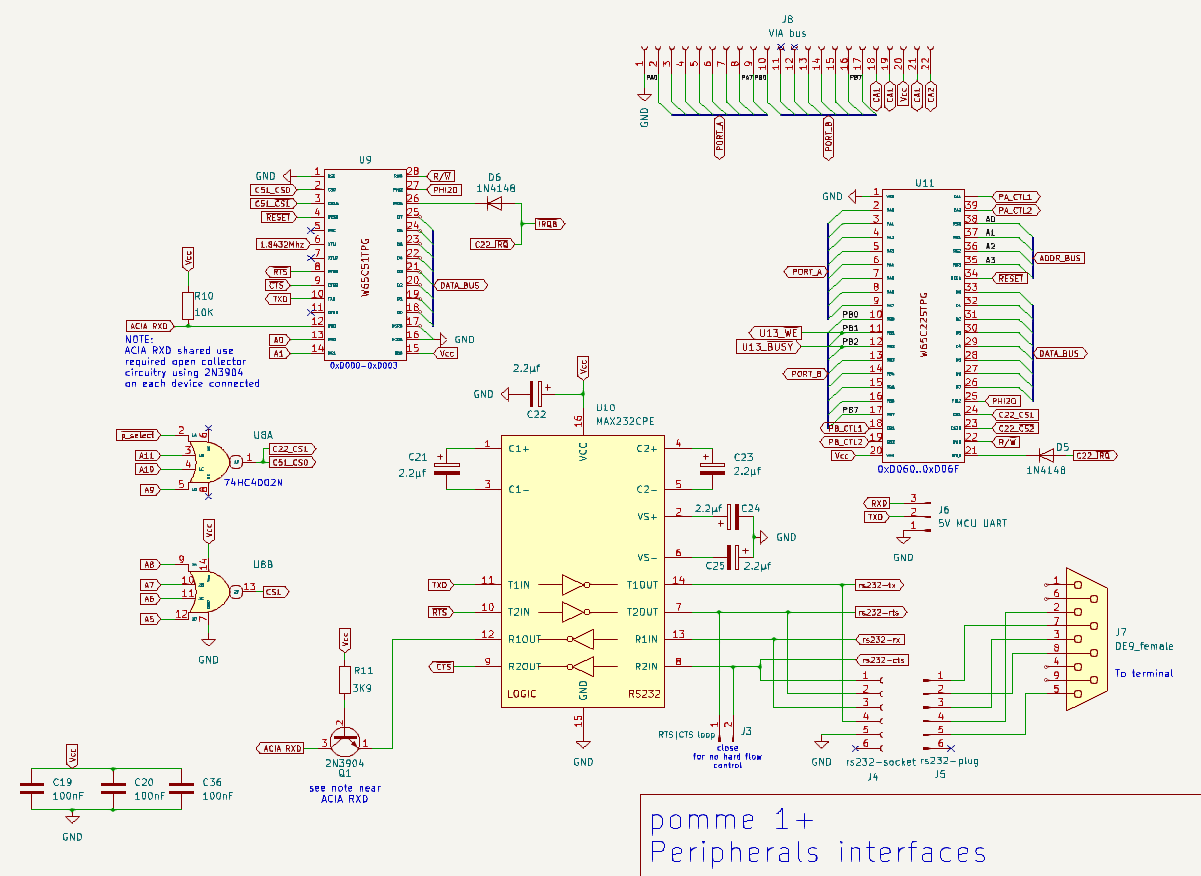 J8
VIA bus
1 2 3 4 5 6 7 8 9 10 11 12 13 14 15 16 17 18 19 20 21 22
PA0 PA7 PB0 PB7
GND
PORT_A
PORT_B
CA1 CA1 Vcc CA1 CA2
U9
GND 1 28 R/W
C51_CS0 2 27 PHI2O
C51_CS1 3 26
RESET 4 25
5 24
1.8432Mhz 6 23
7 22
RTS 8 21
CTS 9 20 DATA_BUS
TXD 10 19
11 18
12 17
A0 13 16 GND
A1 14 15 Vcc
W65C51TPG
0xD000-0xD003
D6
1N4148
IRQB
C22_IRQ
Vcc
R10
10K
ACIA RXD
NOTE:
ACIA RXD shared use
required open collector
circuitry using 2N3904
on each device connected
U11
GND 1 40 PA_CTL1
2 39 PA_CTL2
3 38 A0
4 37 A1
5 36 A2
6 35 A3 ADDR_BUS
PORT_A
7 34 RESET
8 33
9 32
PB0 10 31
U13_WE PB1 11 30
U13_BUSY PB2 12 29
13 28 DATA_BUS
PORT_B 14 27
15 26
16 25 PHI2O
PB7 17 24 C22_CS1
PB_CTL1 18 23 C22_CS2
PB_CTL2 19 22 R/W
Vcc 20 21
W65C22STPG
0xD060..0xD06F
D5
1N4148
C22_IRQ
p_select 2
A11 3
A10 4
A9 5
U8A
6
8
1
C22_CS1
C51_CS0
74HC4002N
Vcc
U8B
14
A8 9
A7 10
A6 11
A5 12
7
13 CS1
GND
2.2µf
GND
C22
Vcc
16
U10
MAX232CPE
VCC
C21
2.2µf
1 C1+
3 C1-
C2+ 4
C2- 5
C23
2.2µf
VS+ 2
2.2µf C24
GND
VS- 6
C25 2.2µf
TXD 11 T1IN T1OUT 14 rs232-tx
RTS 10 T2IN T2OUT 7 rs232-rts
12 R1OUT R1IN 13 rs232-rx
CTS 9 R2OUT R2IN 8 rs232-cts
LOGIC GND RS232
15
GND
RXD 3
TXD 2
1
J6
5V MCU UART
GND
1
6
2
7
3
8
4
9
5
J7
DE9_female
To terminal
Vcc
R11
3K9
2
ACIA RXD 3 1
2N3904
Q1
see note near
ACIA RXD
RTS|CTS loop
1 2
J3
close
for no hard flow
control
1 1
2 2
3 3
4 4
5 5
6 6
GND
rs232-socket
J4
rs232-plug
J5
Vcc
C19
100nF
C20
100nF
C36
100nF
GND
pomme 1+
Peripherals interfaces